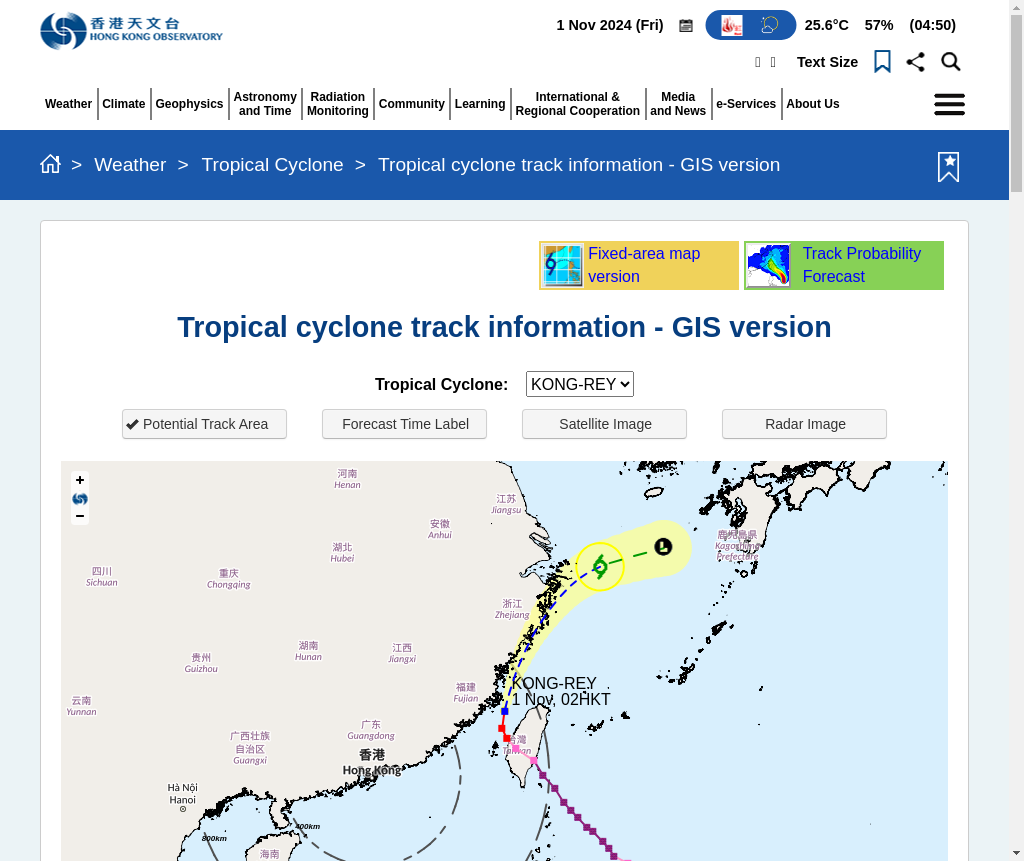 香港天文台
HONG KONG OBSERVATORY
1 Nov 2024 (Fri)
25.6°C 57% (04:50)
Text Size
Weather
Climate
Geophysics
Astronomy
and Time
Radiation
Monitoring
Community
Learning
International &
Regional Cooperation
Media
and News
e-Services
About Us
> Weather > Tropical Cyclone > Tropical cyclone track information - GIS version
Fixed-area map
version
Track Probability
Forecast
Tropical cyclone track information - GIS version
Tropical Cyclone: KONG-REY
Potential Track Area
Forecast Time Label
Satellite Image
Radar Image
+
−
河南
Henan
江苏
Jiangsu
安徽
Anhui
湖北
Hubei
四川
Sichuan
重庆
Chongqing
鹿児島県
Kagoshima
Prefecture
浙江
Zhejiang
湖南
Hunan
江西
Jiangxi
贵州
Guizhou
福建
Fujian
KONG-REY
1 Nov, 02HKT
云南
Yunnan
广东
Guangdong
广西壮族
自治区
Guangxi
台灣
Taiwan
香港
Hong Kong
Hà Nội
Hanoi
400km
800km
海南